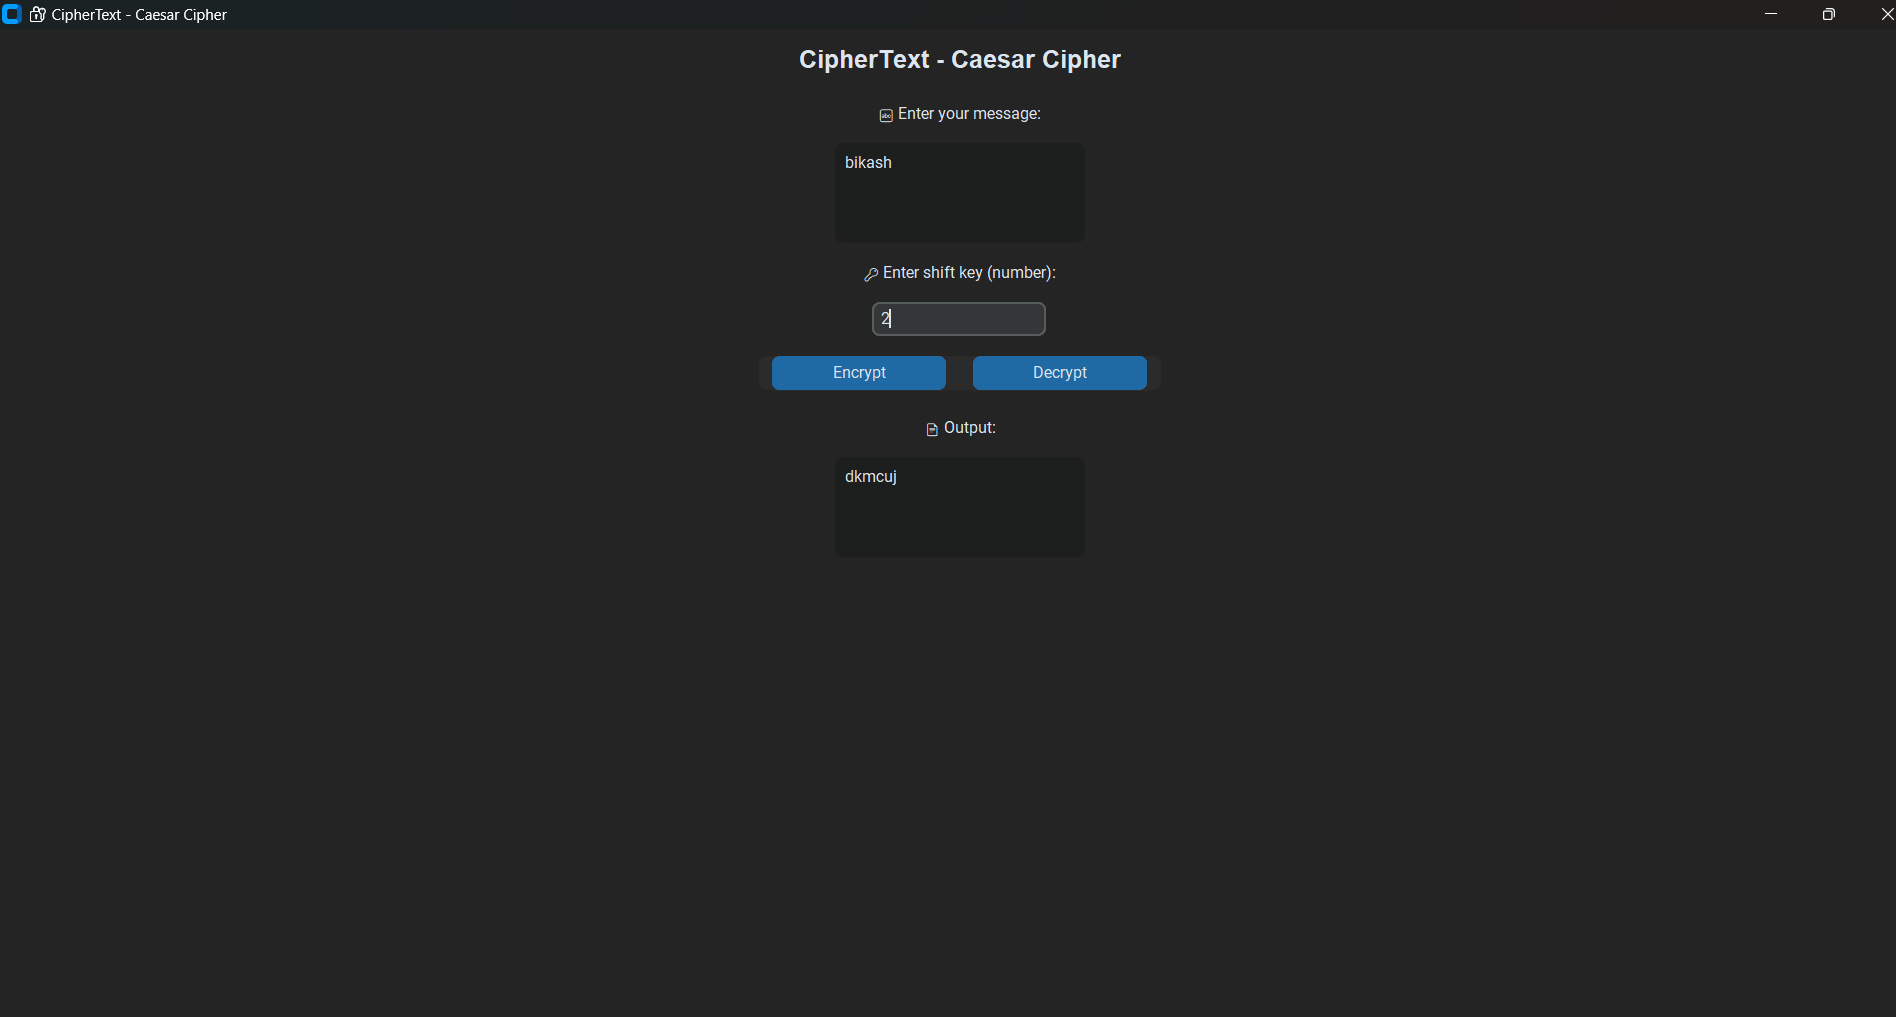 CipherText - Caesar Cipher
CipherText - Caesar Cipher
Enter your message:
bikash
Enter shift key (number):
2
Encrypt Decrypt
Output:
dkmcuj